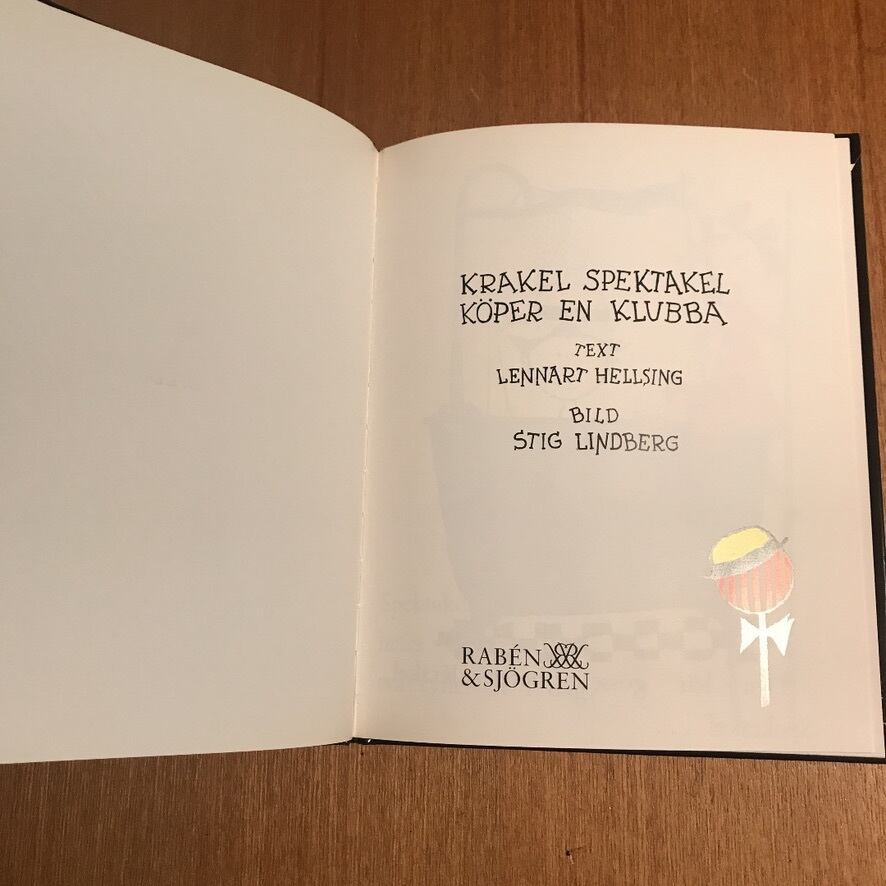 KRAKEL SPEKTAKEL
KÖPER EN KLUBBA
TEXT
LENNART HELLSING
BILD
STIG LINDBERG
RABÉN
& SJÖGREN